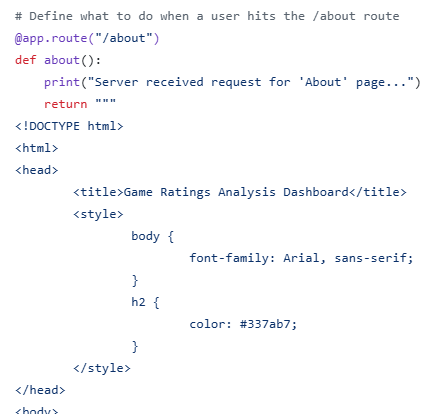 # Define what to do when a user hits the /about route
@app.route("/about")
def about():
    print("Server received request for 'About' page...")
    return """
<!DOCTYPE html>
<html>
<head>
        <title>Game Ratings Analysis Dashboard</title>
        <style>
                body {
                        font-family: Arial, sans-serif;
                }
                h2 {
                        color: #337ab7;
                }
        </style>
</head>
<body>